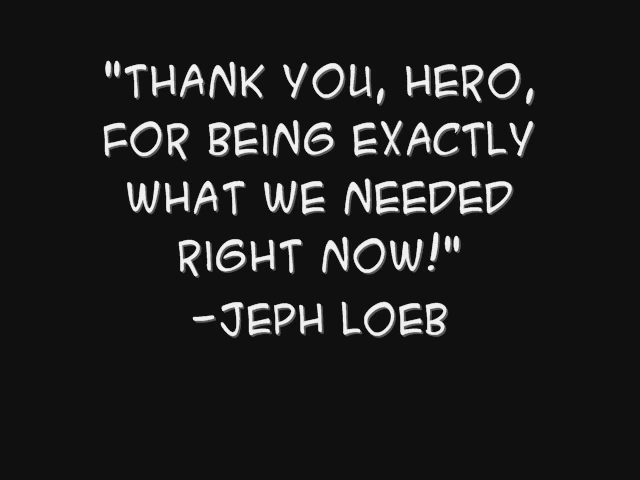 "THANK YOU, HERO,
FOR BEING EXACTLY
WHAT WE NEEDED
RIGHT NOW!"
-JEPH LOEB